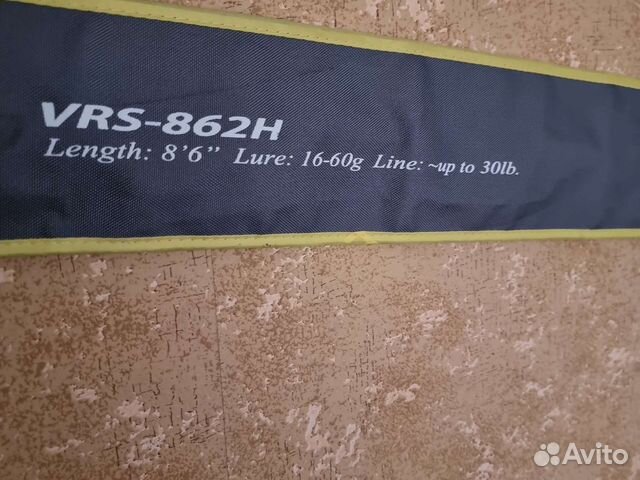 VRS-862H
Length: 8'6" Lure: 16-60g Line: ~up to 30lb.
Avito